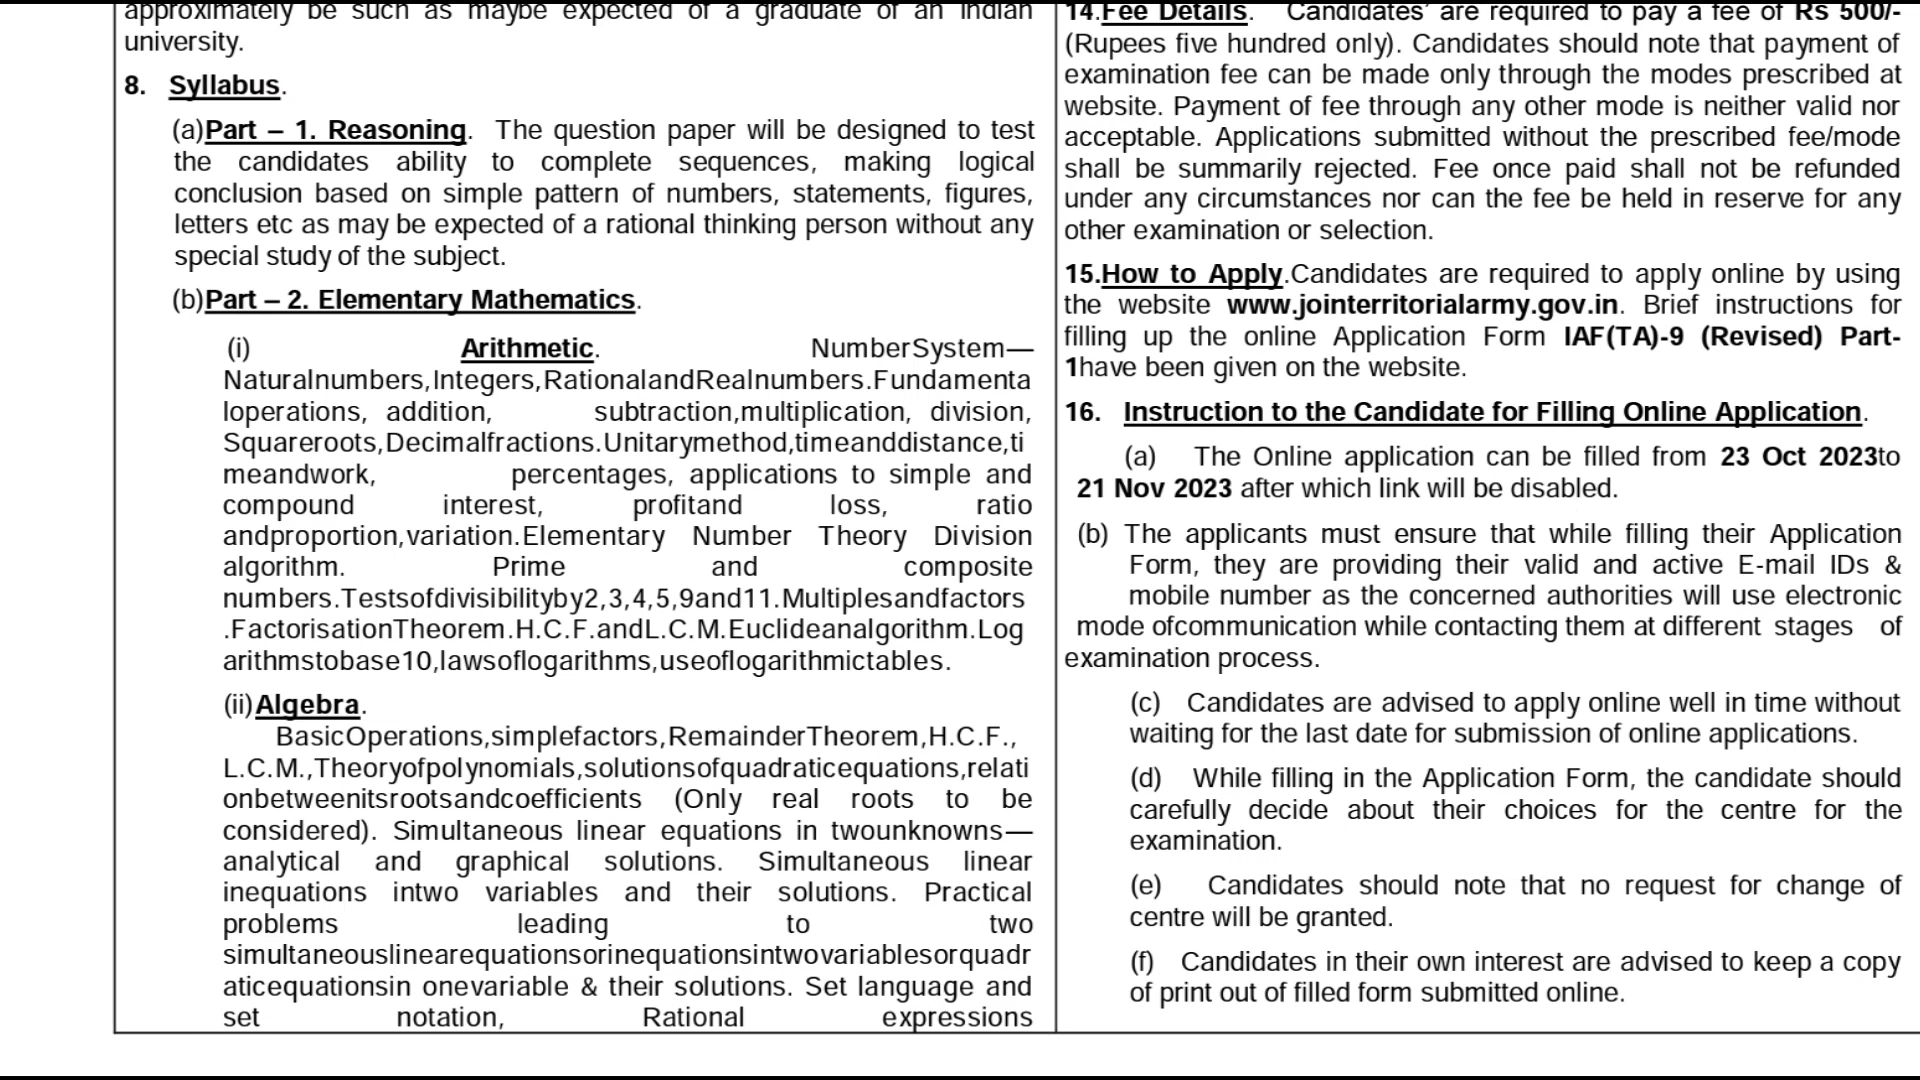 approximately be such as maybe expected of a graduate of an Indian
university.
8. Syllabus.
(a)Part – 1. Reasoning. The question paper will be designed to test
the candidates ability to complete sequences, making logical
conclusion based on simple pattern of numbers, statements, figures,
letters etc as may be expected of a rational thinking person without any
special study of the subject.
(b)Part – 2. Elementary Mathematics.
(i) Arithmetic. NumberSystem—
Naturalnumbers,Integers,RationalandRealnumbers.Fundamenta
loperations, addition, subtraction,multiplication, division,
Squareroots,Decimalfractions.Unitarymethod,timeanddistance,ti
meandwork, percentages, applications to simple and
compound interest, profitand loss, ratio
andproportion,variation.Elementary Number Theory Division
algorithm. Prime and composite
numbers.Testsofdivisibilityby2,3,4,5,9and11.Multiplesandfactors
.FactorisationTheorem.H.C.F.andL.C.M.Euclideanalgorithm.Log
arithmstobase10,lawsoflogarithms,useoflogarithmictables.
(ii)Algebra.
BasicOperations,simplefactors,RemainderTheorem,H.C.F.,
L.C.M.,Theoryofpolynomials,solutionsofquadraticequations,relati
onbetweenitsrootsandcoefficients (Only real roots to be
considered). Simultaneous linear equations in twounknowns—
analytical and graphical solutions. Simultaneous linear
inequations intwo variables and their solutions. Practical
problems leading to two
simultaneouslinearequationsorinequationsintwovariablesorquadr
aticequationsin onevariable & their solutions. Set language and
set notation, Rational expressions
14.Fee Details. Candidates' are required to pay a fee of Rs 500/-
(Rupees five hundred only). Candidates should note that payment of
examination fee can be made only through the modes prescribed at
website. Payment of fee through any other mode is neither valid nor
acceptable. Applications submitted without the prescribed fee/mode
shall be summarily rejected. Fee once paid shall not be refunded
under any circumstances nor can the fee be held in reserve for any
other examination or selection.
15.How to Apply.Candidates are required to apply online by using
the website www.jointerritorialarmy.gov.in. Brief instructions for
filling up the online Application Form IAF(TA)-9 (Revised) Part-
1have been given on the website.
16. Instruction to the Candidate for Filling Online Application.
(a) The Online application can be filled from 23 Oct 2023to
21 Nov 2023 after which link will be disabled.
(b) The applicants must ensure that while filling their Application
Form, they are providing their valid and active E-mail IDs &
mobile number as the concerned authorities will use electronic
mode ofcommunication while contacting them at different stages of
examination process.
(c) Candidates are advised to apply online well in time without
waiting for the last date for submission of online applications.
(d) While filling in the Application Form, the candidate should
carefully decide about their choices for the centre for the
examination.
(e) Candidates should note that no request for change of
centre will be granted.
(f) Candidates in their own interest are advised to keep a copy
of print out of filled form submitted online.